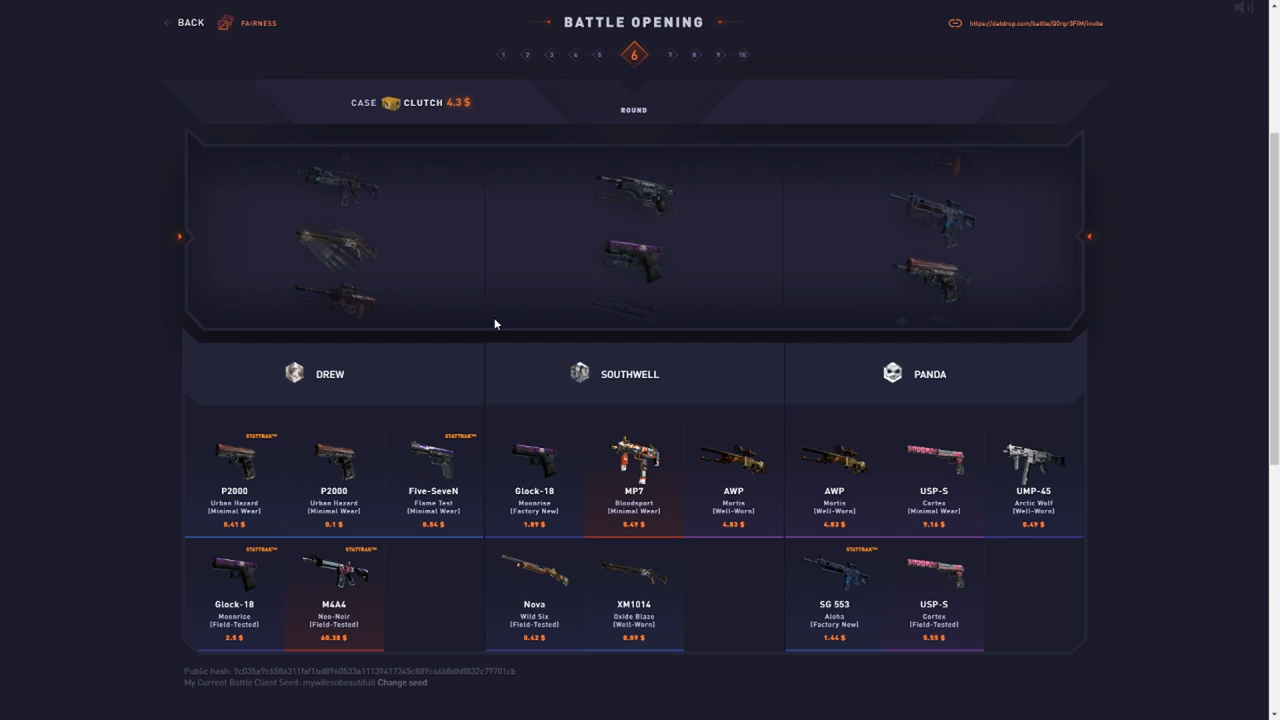 BACK
FAIRNESS
BATTLE OPENING
https://datdrop.com/battle/Q0rgr3FIM/invite
1 2 3 4 5 6 7 8 9 10
CASE CLUTCH 4.3 $
ROUND
DREW
SOUTHWELL
PANDA
STATTRAK™ STATTRAK™
P2000 P2000 Five-SeveN Glock-18 MP7 AWP AWP USP-S UMP-45
Urban Hazard Urban Hazard Flame Test Moonrise Bloodsport Mortis Mortis Cortex Arctic Wolf
[Minimal Wear] [Minimal Wear] [Minimal Wear] [Factory New] [Minimal Wear] [Well-Worn] [Well-Worn] [Minimal Wear] [Well-Worn]
0.41 $ 0.1 $ 0.54 $ 1.89 $ 5.49 $ 4.83 $ 4.83 $ 9.16 $ 0.49 $
STATTRAK™ STATTRAK™ STATTRAK™
Glock-18 M4A4 Nova XM1014 SG 553 USP-S
Moonrise Neo-Noir Wild Six Oxide Blaze Aloha Cortex
[Field-Tested] [Field-Tested] [Field-Tested] [Well-Worn] [Factory New] [Field-Tested]
2.5 $ 60.38 $ 0.42 $ 0.09 $ 1.44 $ 5.55 $
Public hash: 9c035a9c6586311faf1bd8960533a11139417345c889c66b8dfdf832c79701cb
My Current Battle Client Seed: mywifesobeautifull Change seed